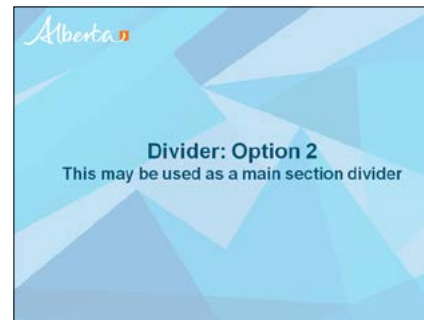 Alberta
Divider: Option 2
This may be used as a main section divider